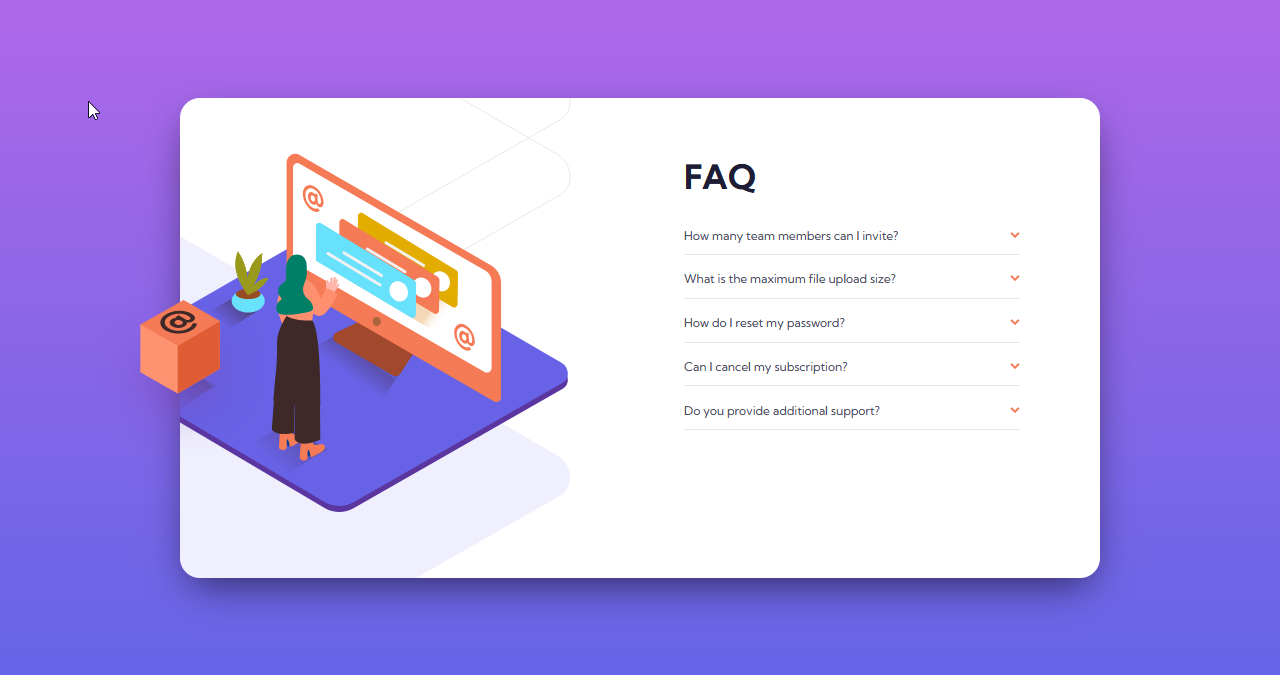 @
FAQ
How many team members can I invite?
What is the maximum file upload size?
@
How do I reset my password?
@
Can I cancel my subscription?
Do you provide additional support?